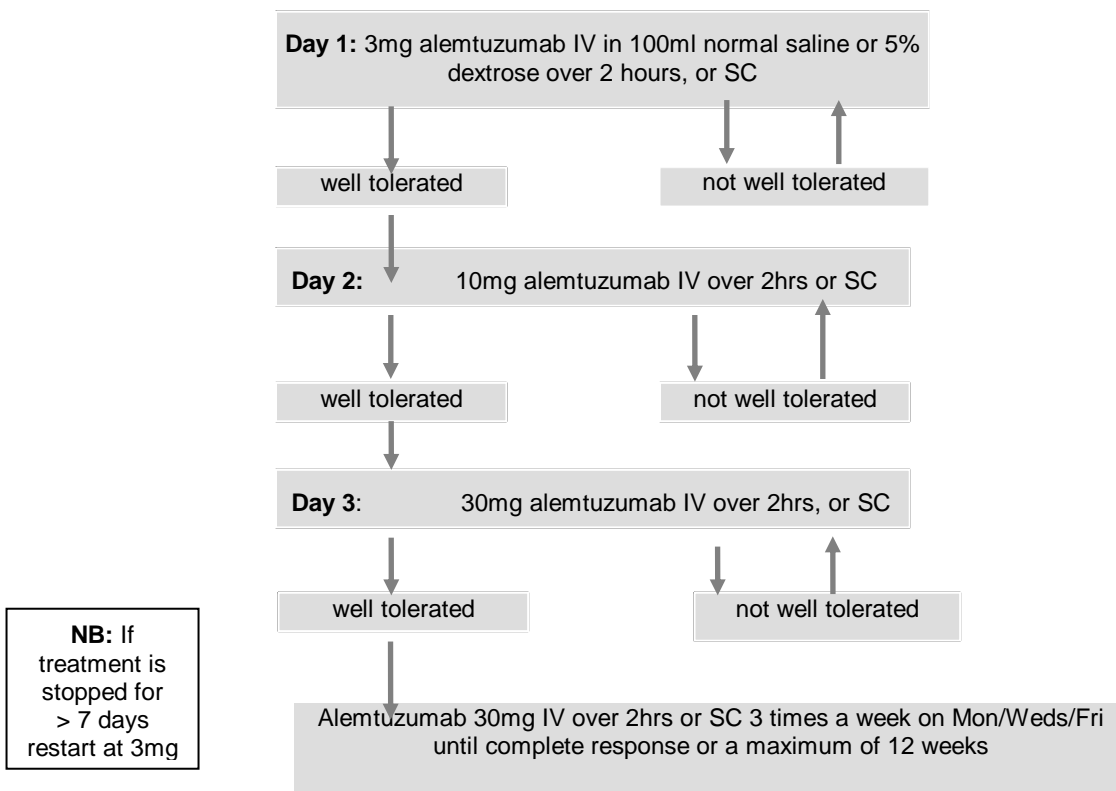 Day 1: 3mg alemtuzumab IV in 100ml normal saline or 5%
dextrose over 2 hours, or SC
well tolerated
not well tolerated
Day 2: 10mg alemtuzumab IV over 2hrs or SC
well tolerated
not well tolerated
Day 3: 30mg alemtuzumab IV over 2hrs, or SC
well tolerated
not well tolerated
NB: If
treatment is
stopped for
> 7 days
restart at 3mg
Alemtuzumab 30mg IV over 2hrs or SC 3 times a week on Mon/Weds/Fri
until complete response or a maximum of 12 weeks